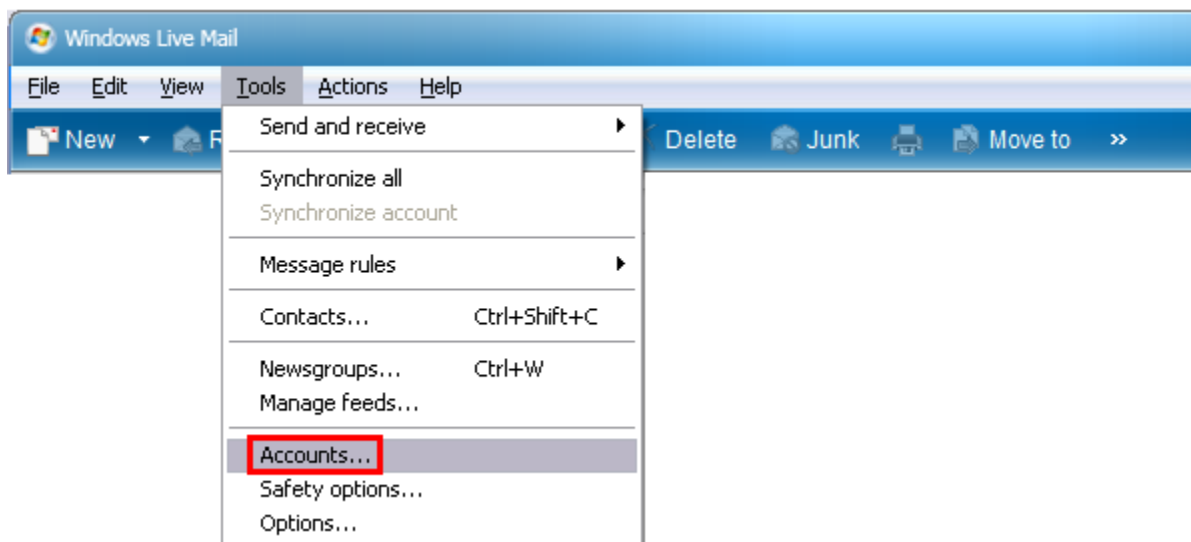 Windows Live Mail
File Edit View Tools Actions Help
New R Delete Junk Move to »
Send and receive
Synchronize all
Synchronize account
Message rules
Contacts... Ctrl+Shift+C
Newsgroups... Ctrl+W
Manage feeds...
Accounts...
Safety options...
Options...